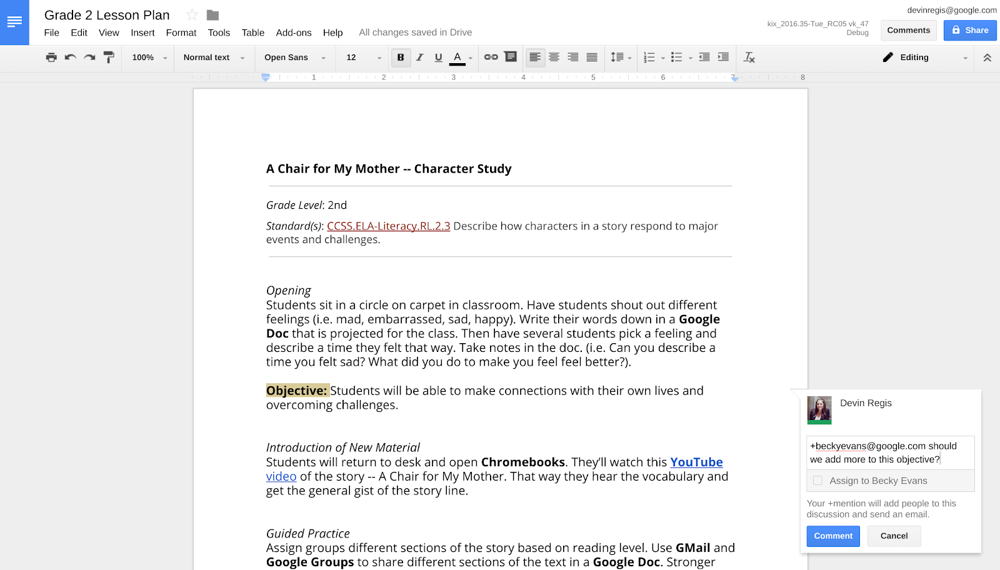 Grade 2 Lesson Plan
devinregis@google.com
File Edit View Insert Format Tools Table Add-ons Help All changes saved in Drive
kix_2016.35-Tue_RC05 vk_47
Debug
Comments
Share
100% Normal text Open Sans 12 B I U A Editing
1 2 3 4 5 6 7 8
A Chair for My Mother -- Character Study
Grade Level: 2nd
Standard(s): CCSS.ELA-Literacy.RL.2.3 Describe how characters in a story respond to major
events and challenges.
Opening
Students sit in a circle on carpet in classroom. Have students shout out different
feelings (i.e. mad, embarrassed, sad, happy). Write their words down in a Google
Doc that is projected for the class. Then have several students pick a feeling and
describe a time they felt that way. Take notes in the doc. (i.e. Can you describe a
time you felt sad? What did you do to make you feel feel better?).
Objective: Students will be able to make connections with their own lives and
overcoming challenges.
Introduction of New Material
Students will return to desk and open Chromebooks. They’ll watch this YouTube
video of the story -- A Chair for My Mother. That way they hear the vocabulary and
get the general gist of the story line.
Guided Practice
Assign groups different sections of the story based on reading level. Use GMail and
Google Groups to share different sections of the text in a Google Doc. Stronger
Devin Regis
+beckyevans@google.com should
we add more to this objective?
Assign to Becky Evans
Your +mention will add people to this
discussion and send an email.
Comment Cancel